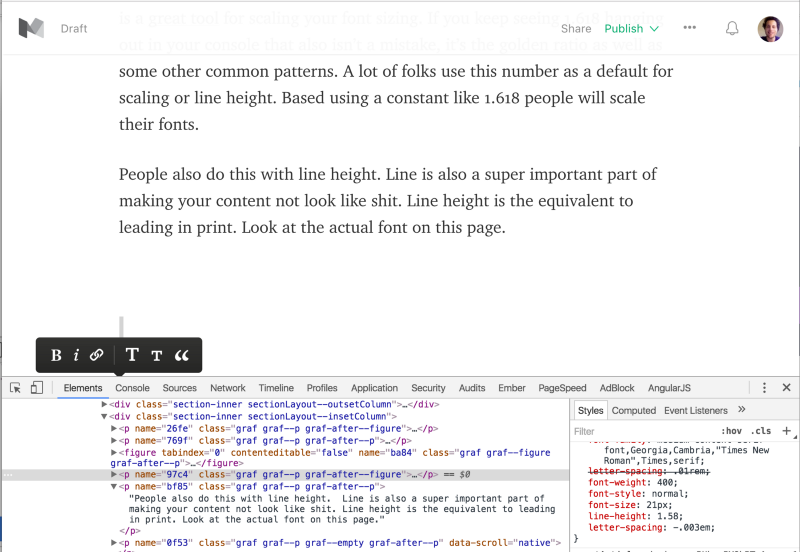 is a great tool for scaling your font sizing. If you keep seeing 1.618 hanging
Draft
Share
Publish
out in your console that also isn't a mistake, it's the golden ratio as well as
some other common patterns. A lot of folks use this number as a default for
scaling or line height. Based using a constant like 1.618 people will scale
their fonts.
People also do this with line height. Line is also a super important part of
making your content not look like shit. Line height is the equivalent to
leading in print. Look at the actual font on this page.
B i T T “
Elements Console Sources Network Timeline Profiles Application Security Audits Ember PageSpeed AdBlock AngularJS
<div class="section-inner sectionLayout--outsetColumn">…</div>
<div class="section-inner sectionLayout--insetColumn">
<p name="26fe" class="graf graf--p graf-after--figure">…</p>
<p name="769f" class="graf graf--p graf-after--p">…</p>
<figure tabindex="0" contenteditable="false" name="ba84" class="graf graf--figure
graf-after--p">…</figure>
<p name="97c4" class="graf graf--p graf-after--figure">…</p> == $0
<p name="bf85" class="graf graf--p graf-after--p">
"People also do this with line height.  Line is also a super important part of
making your content not look like shit. Line height is the equivalent to leading
in print. Look at the actual font on this page."
</p>
<p name="0f53" class="graf graf--p graf--empty graf-after--p" data-scroll="native">
Styles Computed Event Listeners »
Filter :hov .cls +
font,Georgia,Cambria,"Times New
Roman",Times,serif;
letter-spacing: .01rem;
font-weight: 400;
font-style: normal;
font-size: 21px;
line-height: 1.58;
letter-spacing: -.003em;
}